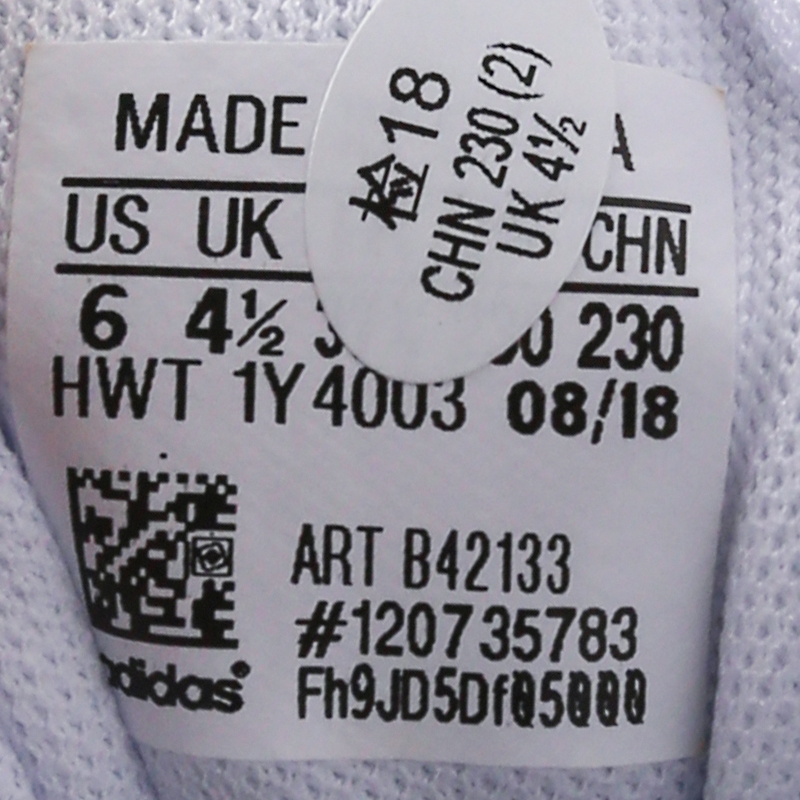 MADE
US UK CHN
6 4½ 230
HWT 1Y4003 08/18
ART B42133
#120735783
Fh9JD5Df05000
adidas®
检18
CHN 230 (2)
UK 4½